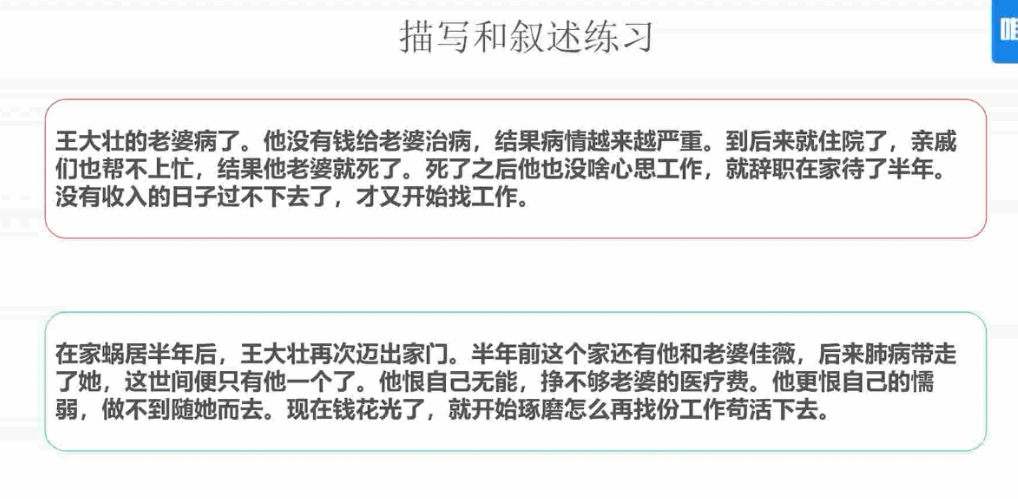 描写和叙述练习
王大壮的老婆病了。他没有钱给老婆治病，结果病情越来越严重。到后来就住院了，亲戚
们也帮不上忙，结果他老婆就死了。死了之后他也没啥心思工作，就辞职在家待了半年。
没有收入的日子过不下去了，才又开始找工作。
在家蜗居半年后，王大壮再次迈出家门。半年前这个家还有他和老婆佳薇，后来肺病带走
了她，这世间便只有他一个了。他恨自己无能，挣不够老婆的医疗费。他更恨自己的懦
弱，做不到随她而去。现在钱花光了，就开始琢磨怎么再找份工作苟活下去。